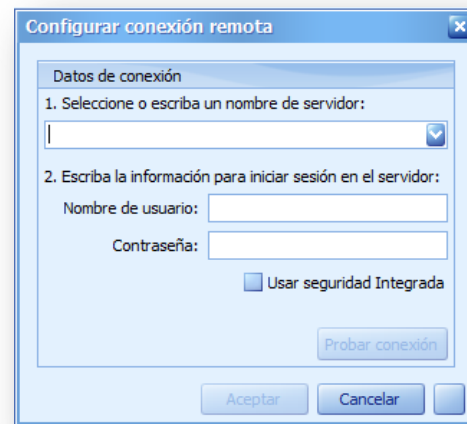 Configurar conexión remota
Datos de conexión
1. Seleccione o escriba un nombre de servidor:
2. Escriba la información para iniciar sesión en el servidor:
Nombre de usuario:
Contraseña:
Usar seguridad Integrada
Probar conexión
Aceptar Cancelar